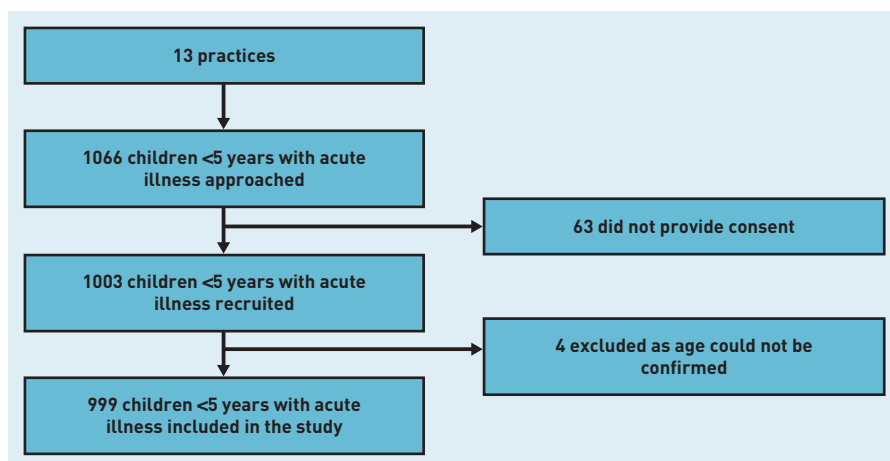 13 practices
1066 children <5 years with acute
illness approached
63 did not provide consent
1003 children <5 years with acute
illness recruited
4 excluded as age could not be
confirmed
999 children <5 years with acute
illness included in the study